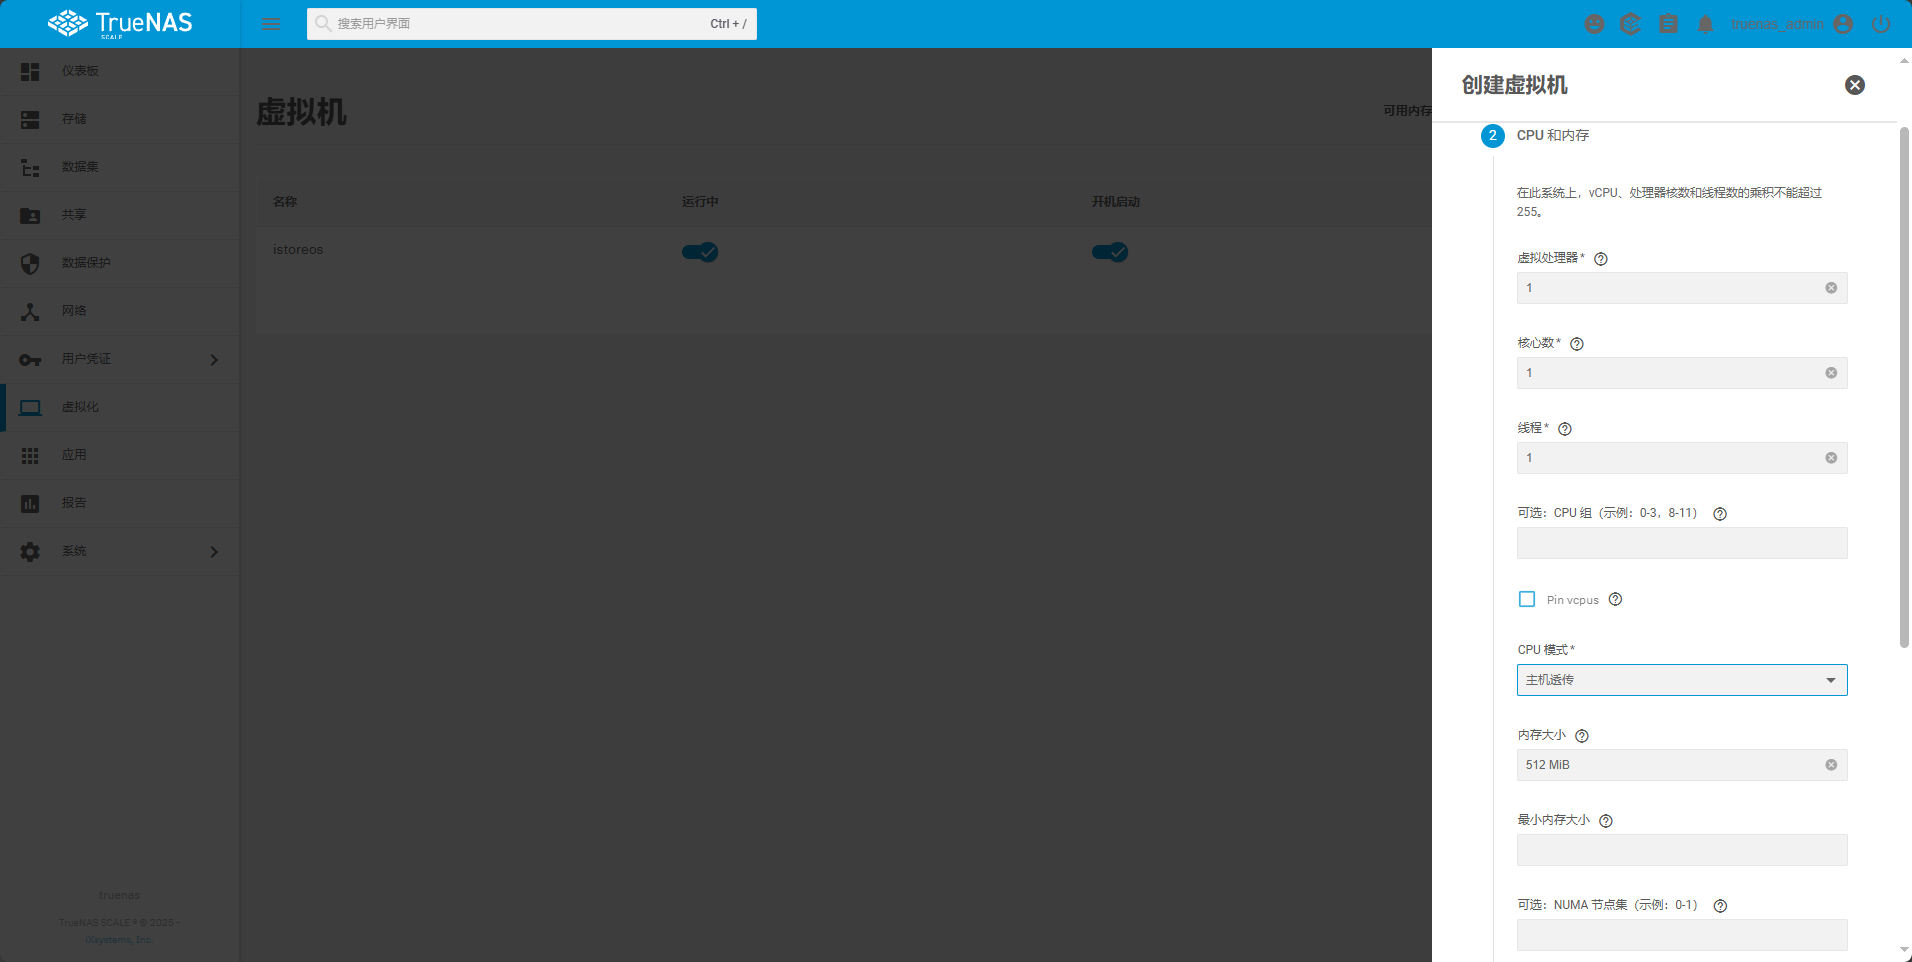 TrueNAS
SCALE
搜索用户界面
Ctrl + /
truenas_admin
仪表板
存储
数据集
共享
数据保护
网络
用户凭证
虚拟化
应用
报告
系统
truenas
TrueNAS SCALE ® © 2025 -
iXsystems, Inc.
虚拟机
可用内存
名称
运行中
开机启动
istoreos
创建虚拟机
2
CPU 和内存
在此系统上，vCPU、处理器核数和线程数的乘积不能超过
255。
虚拟处理器*
1
核心数*
1
线程*
1
可选：CPU 组（示例：0-3，8-11）
Pin vcpus
CPU 模式*
主机透传
内存大小
512 MiB
最小内存大小
可选：NUMA 节点集（示例：0-1）